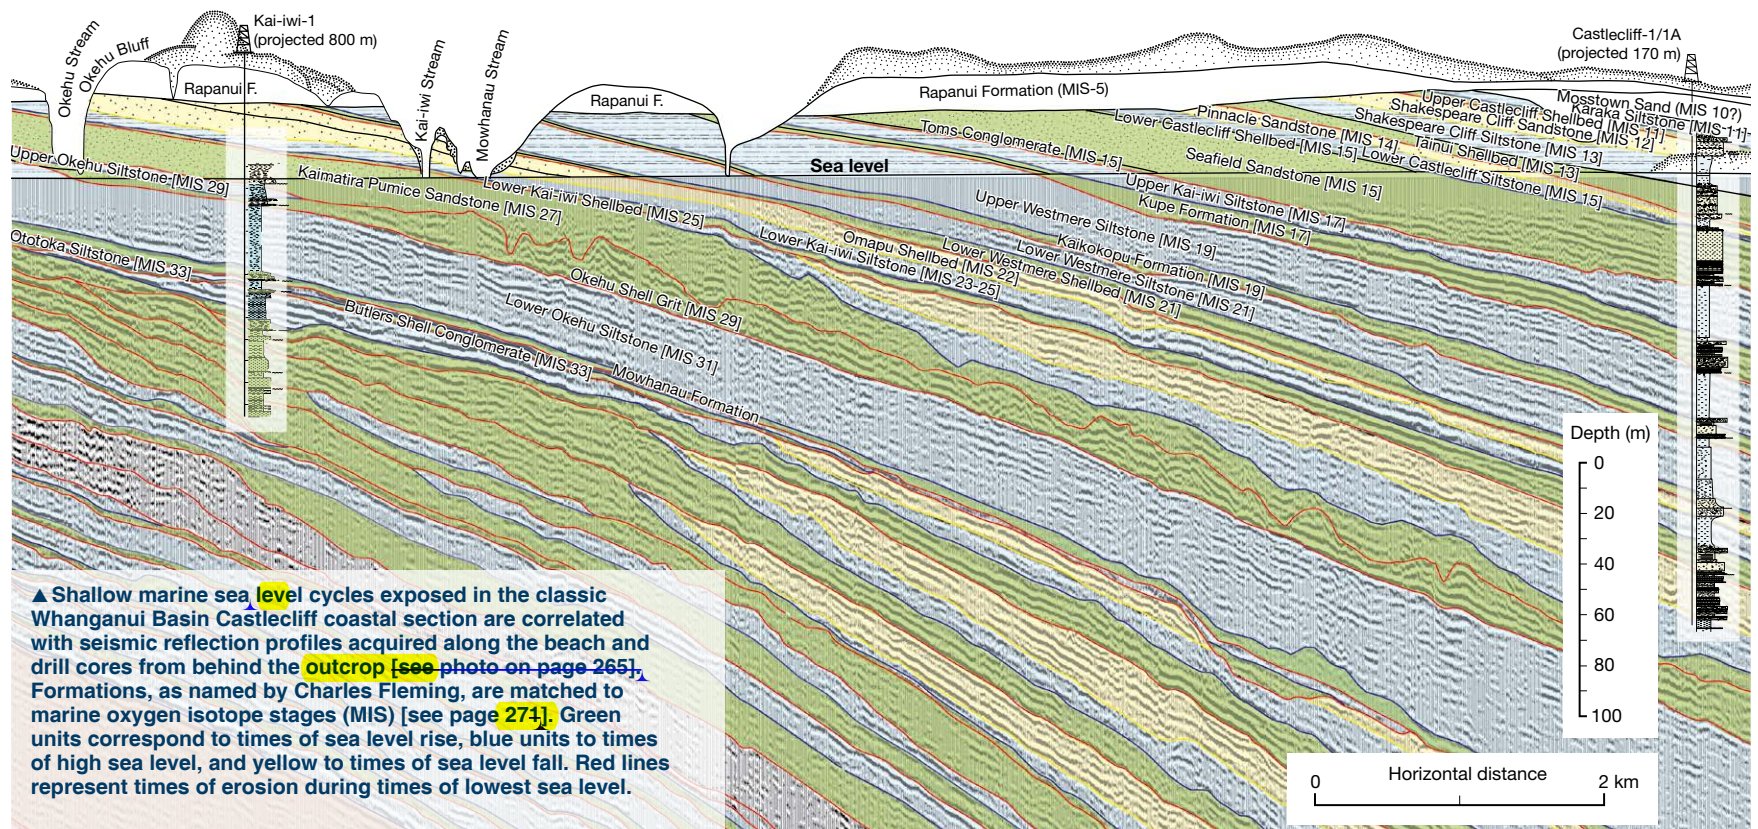 Kai-iwi-1
(projected 800 m)
Castlecliff-1/1A
(projected 170 m)
Okehu Stream
Okehu Bluff
Rapanui F.
Kai-iwi Stream
Mowhanau Stream
Rapanui F.
Rapanui Formation (MIS-5)
Mosstown Sand (MIS 10?)
Karaka Siltstone [MIS-11]
Upper Castlecliff Shellbed [MIS 11]
Shakespeare Cliff Sandstone [MIS 12]
Shakespeare Cliff Siltstone [MIS 13]
Tainui Shellbed [MIS 13]
Pinnacle Sandstone [MIS 14]
Lower Castlecliff Shellbed [MIS 15]
Lower Castlecliff Siltstone [MIS 15]
Seafield Sandstone [MIS 15]
Toms Conglomerate [MIS 15]
Sea level
Upper Okehu Siltstone [MIS 29]
Kaimatira Pumice Sandstone [MIS 27]
Lower Kai-iwi Shellbed [MIS 25]
Upper Kai-iwi Siltstone [MIS 17]
Kupe Formation [MIS 17]
Upper Westmere Siltstone [MIS 19]
Kaikokopu Formation [MIS 19]
Lower Westmere Siltstone [MIS 21]
Lower Westmere Shellbed [MIS 21]
Omapu Shellbed [MIS 22]
Lower Kai-iwi Siltstone [MIS 23-25]
Ototoka Siltstone [MIS 33]
Okehu Shell Grit [MIS 29]
Lower Okehu Siltstone [MIS 31]
Butlers Shell Conglomerate [MIS 33]
Mowhanau Formation
Depth (m)
0
20
40
60
80
100
Horizontal distance
0
2 km
▲ Shallow marine sea level cycles exposed in the classic
Whanganui Basin Castlecliff coastal section are correlated
with seismic reflection profiles acquired along the beach and
drill cores from behind the outcrop [see photo on page 265].
Formations, as named by Charles Fleming, are matched to
marine oxygen isotope stages (MIS) [see page 271]. Green
units correspond to times of sea level rise, blue units to times
of high sea level, and yellow to times of sea level fall. Red lines
represent times of erosion during times of lowest sea level.